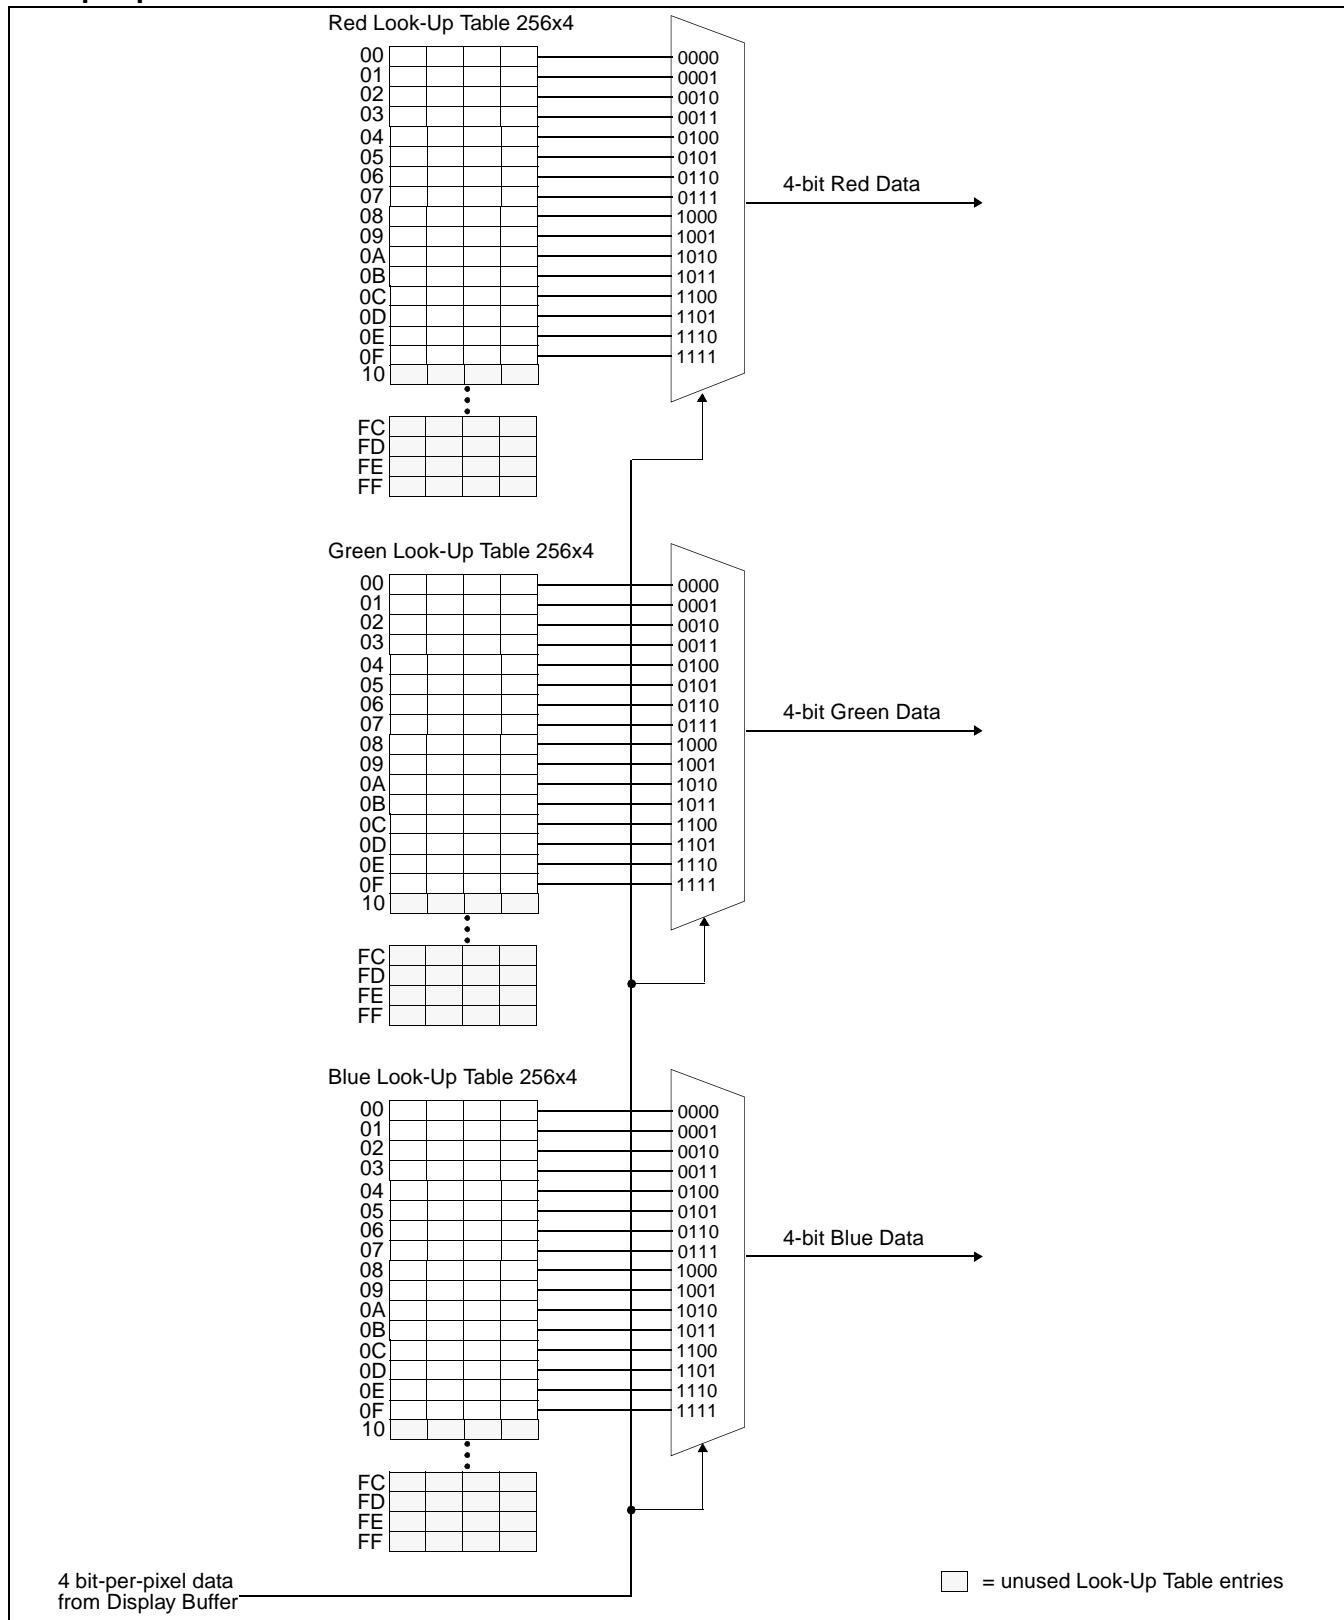 Red Look-Up Table 256x4
00 0000
01 0001
02 0010
03 0011
04 0100
05 0101
06 0110
07 0111
4-bit Red Data
08 1000
09 1001
0A 1010
0B 1011
0C 1100
0D 1101
0E 1110
0F 1111
10
FC
FD
FE
FF
Green Look-Up Table 256x4
00 0000
01 0001
02 0010
03 0011
04 0100
05 0101
06 0110
07 0111
4-bit Green Data
08 1000
09 1001
0A 1010
0B 1011
0C 1100
0D 1101
0E 1110
0F 1111
10
FC
FD
FE
FF
Blue Look-Up Table 256x4
00 0000
01 0001
02 0010
03 0011
04 0100
05 0101
06 0110
07 0111
4-bit Blue Data
08 1000
09 1001
0A 1010
0B 1011
0C 1100
0D 1101
0E 1110
0F 1111
10
FC
FD
FE
FF
4 bit-per-pixel data
from Display Buffer
= unused Look-Up Table entries